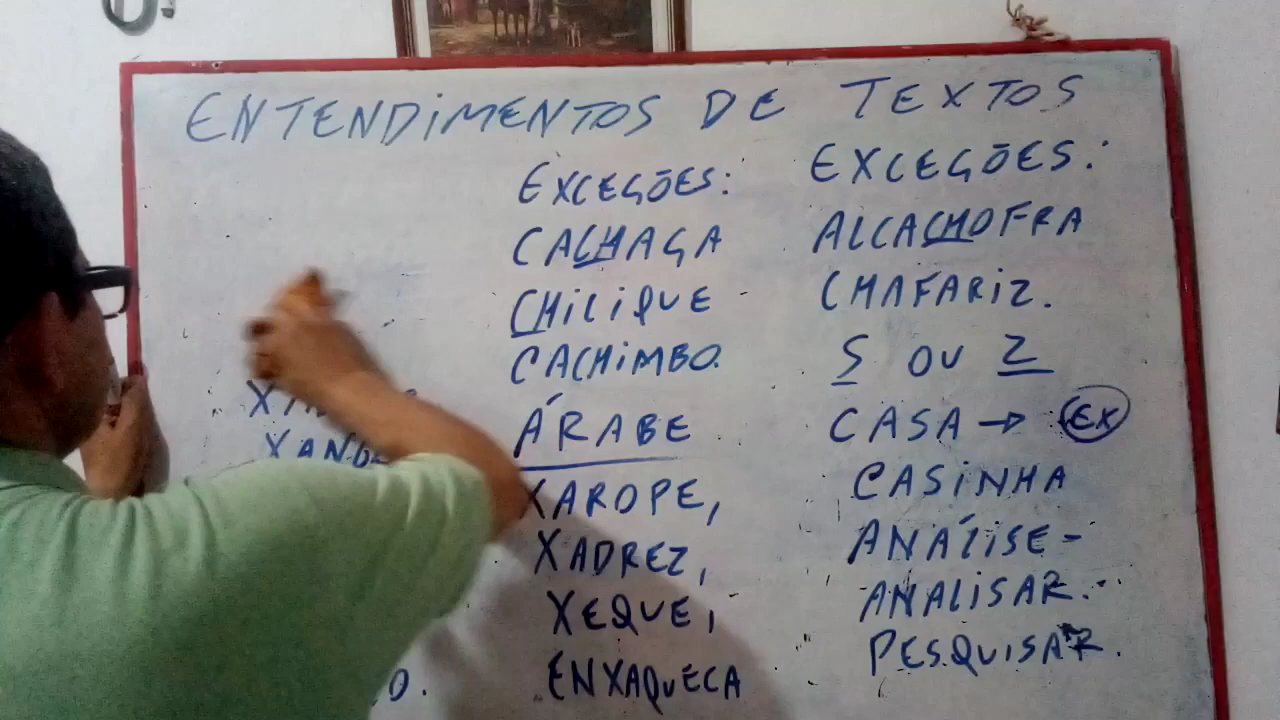 ENTENDIMENTOS DE TEXTOS
EXCEÇÕES:
CACHAÇA
CHILIQUE
CACHIMBO.
ÁRABE
XAROPE,
XADREZ,
XEQUE,
ENXAQUECA
EXCEÇÕES:
ALCACHOFRA
CHAFARIZ.
S OU Z
CASA → EX
CASINHA
ANÁLISE-
ANALISAR.
PESQUISAR.